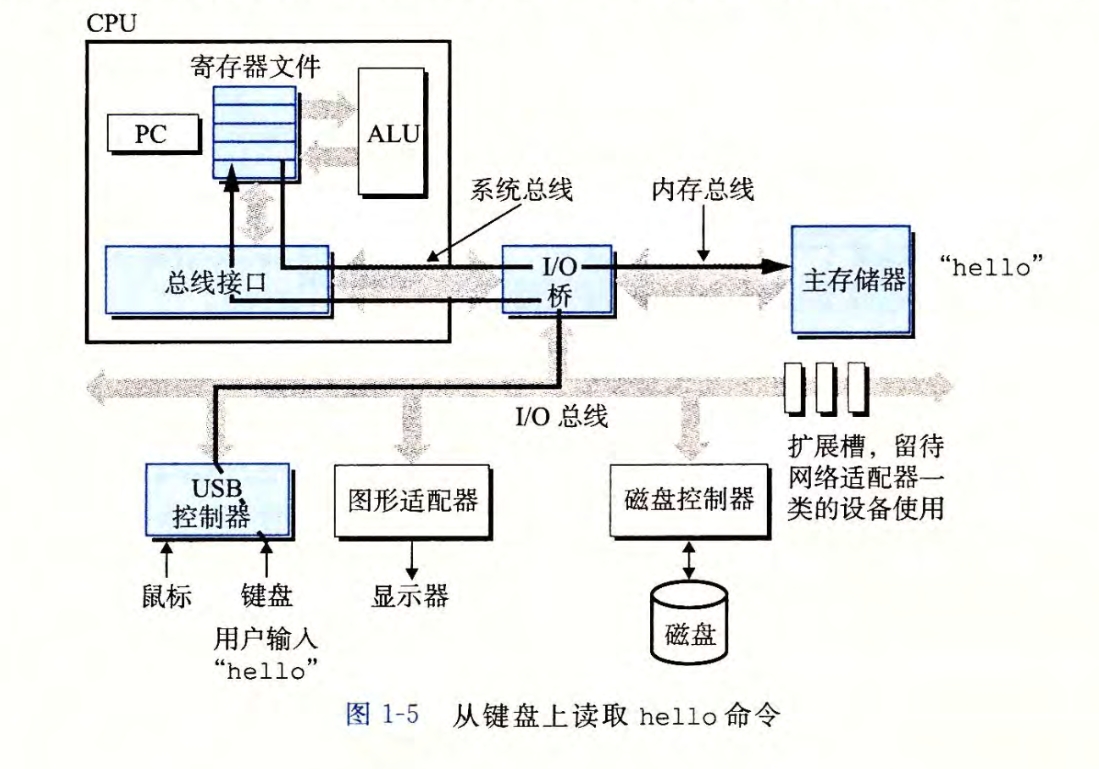 CPU
寄存器文件
PC
ALU
系统总线
内存总线
总线接口
I/O
桥
主存储器
“hello”
I/O 总线
扩展槽，留待
网络适配器一
类的设备使用
USB
控制器
图形适配器
磁盘控制器
鼠标
键盘
显示器
磁盘
用户输入
“hello”
图 1-5 从键盘上读取 hello 命令